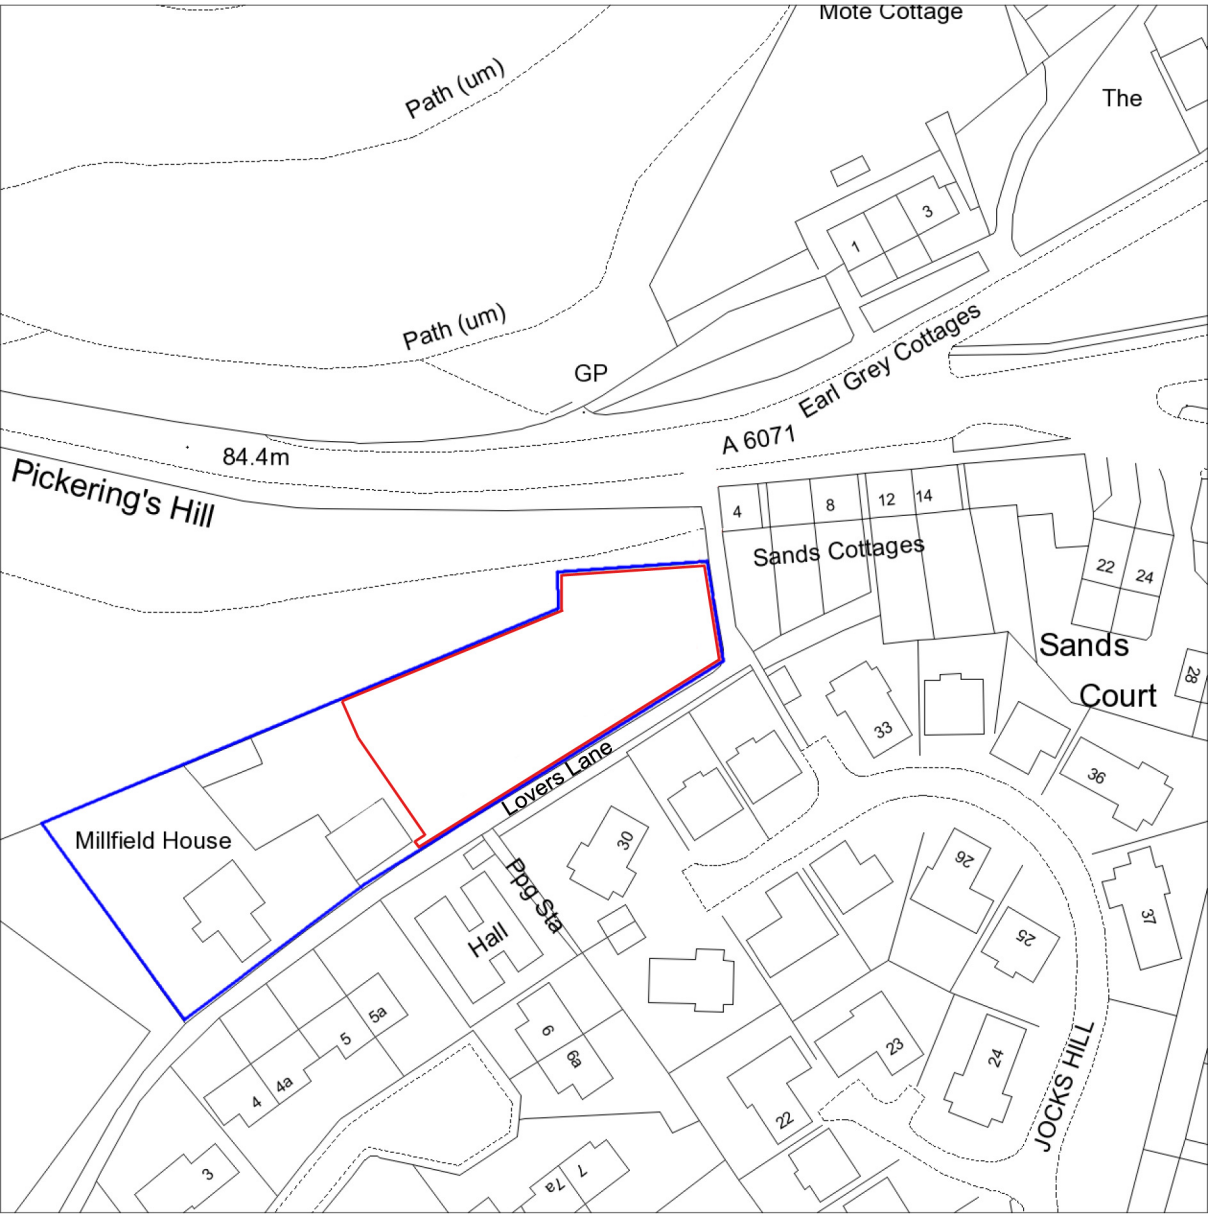 Mote Cottage
Path (um)
The
3
1
Path (um)
GP
Earl Grey Cottages
A 6071
84.4m
Pickering's Hill
4
8
12
14
Sands Cottages
22
24
Sands
Court
28
33
36
Lovers Lane
Millfield House
30
26
Ppg Sta
37
Hall
25
5a
5
6
6a
23
24
4a
4
JOCKS HILL
22
3
7
7a